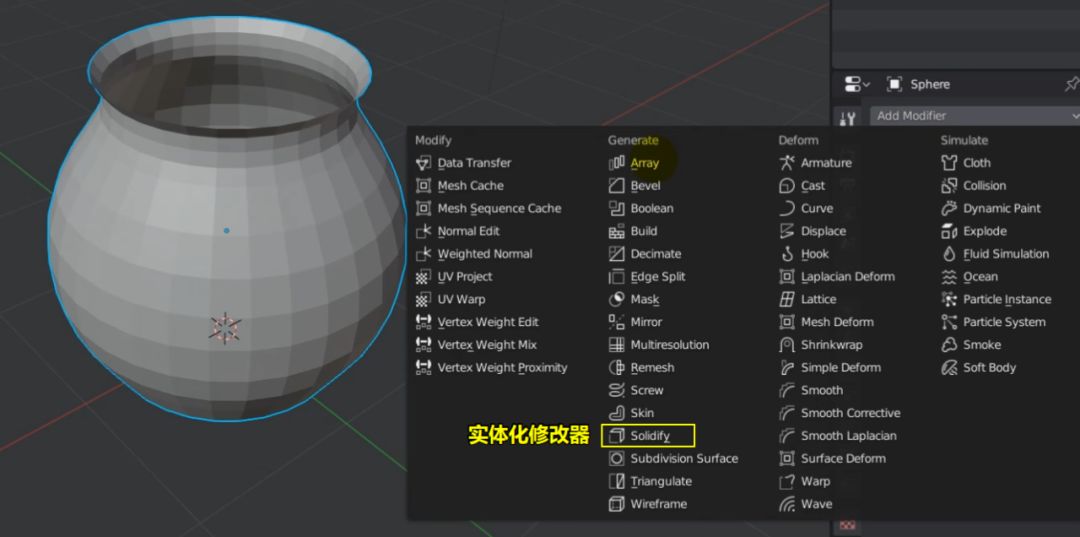 Sphere
Add Modifier
Modify
Data Transfer
Mesh Cache
Mesh Sequence Cache
Normal Edit
Weighted Normal
UV Project
UV Warp
Vertex Weight Edit
Vertex Weight Mix
Vertex Weight Proximity
Generate
Array
Bevel
Boolean
Build
Decimate
Edge Split
Mask
Mirror
Multiresolution
Remesh
Screw
Skin
实体化修改器
Solidify
Subdivision Surface
Triangulate
Wireframe
Deform
Armature
Cast
Curve
Displace
Hook
Laplacian Deform
Lattice
Mesh Deform
Shrinkwrap
Simple Deform
Smooth
Smooth Corrective
Smooth Laplacian
Surface Deform
Warp
Wave
Simulate
Cloth
Collision
Dynamic Paint
Explode
Fluid Simulation
Ocean
Particle Instance
Particle System
Smoke
Soft Body